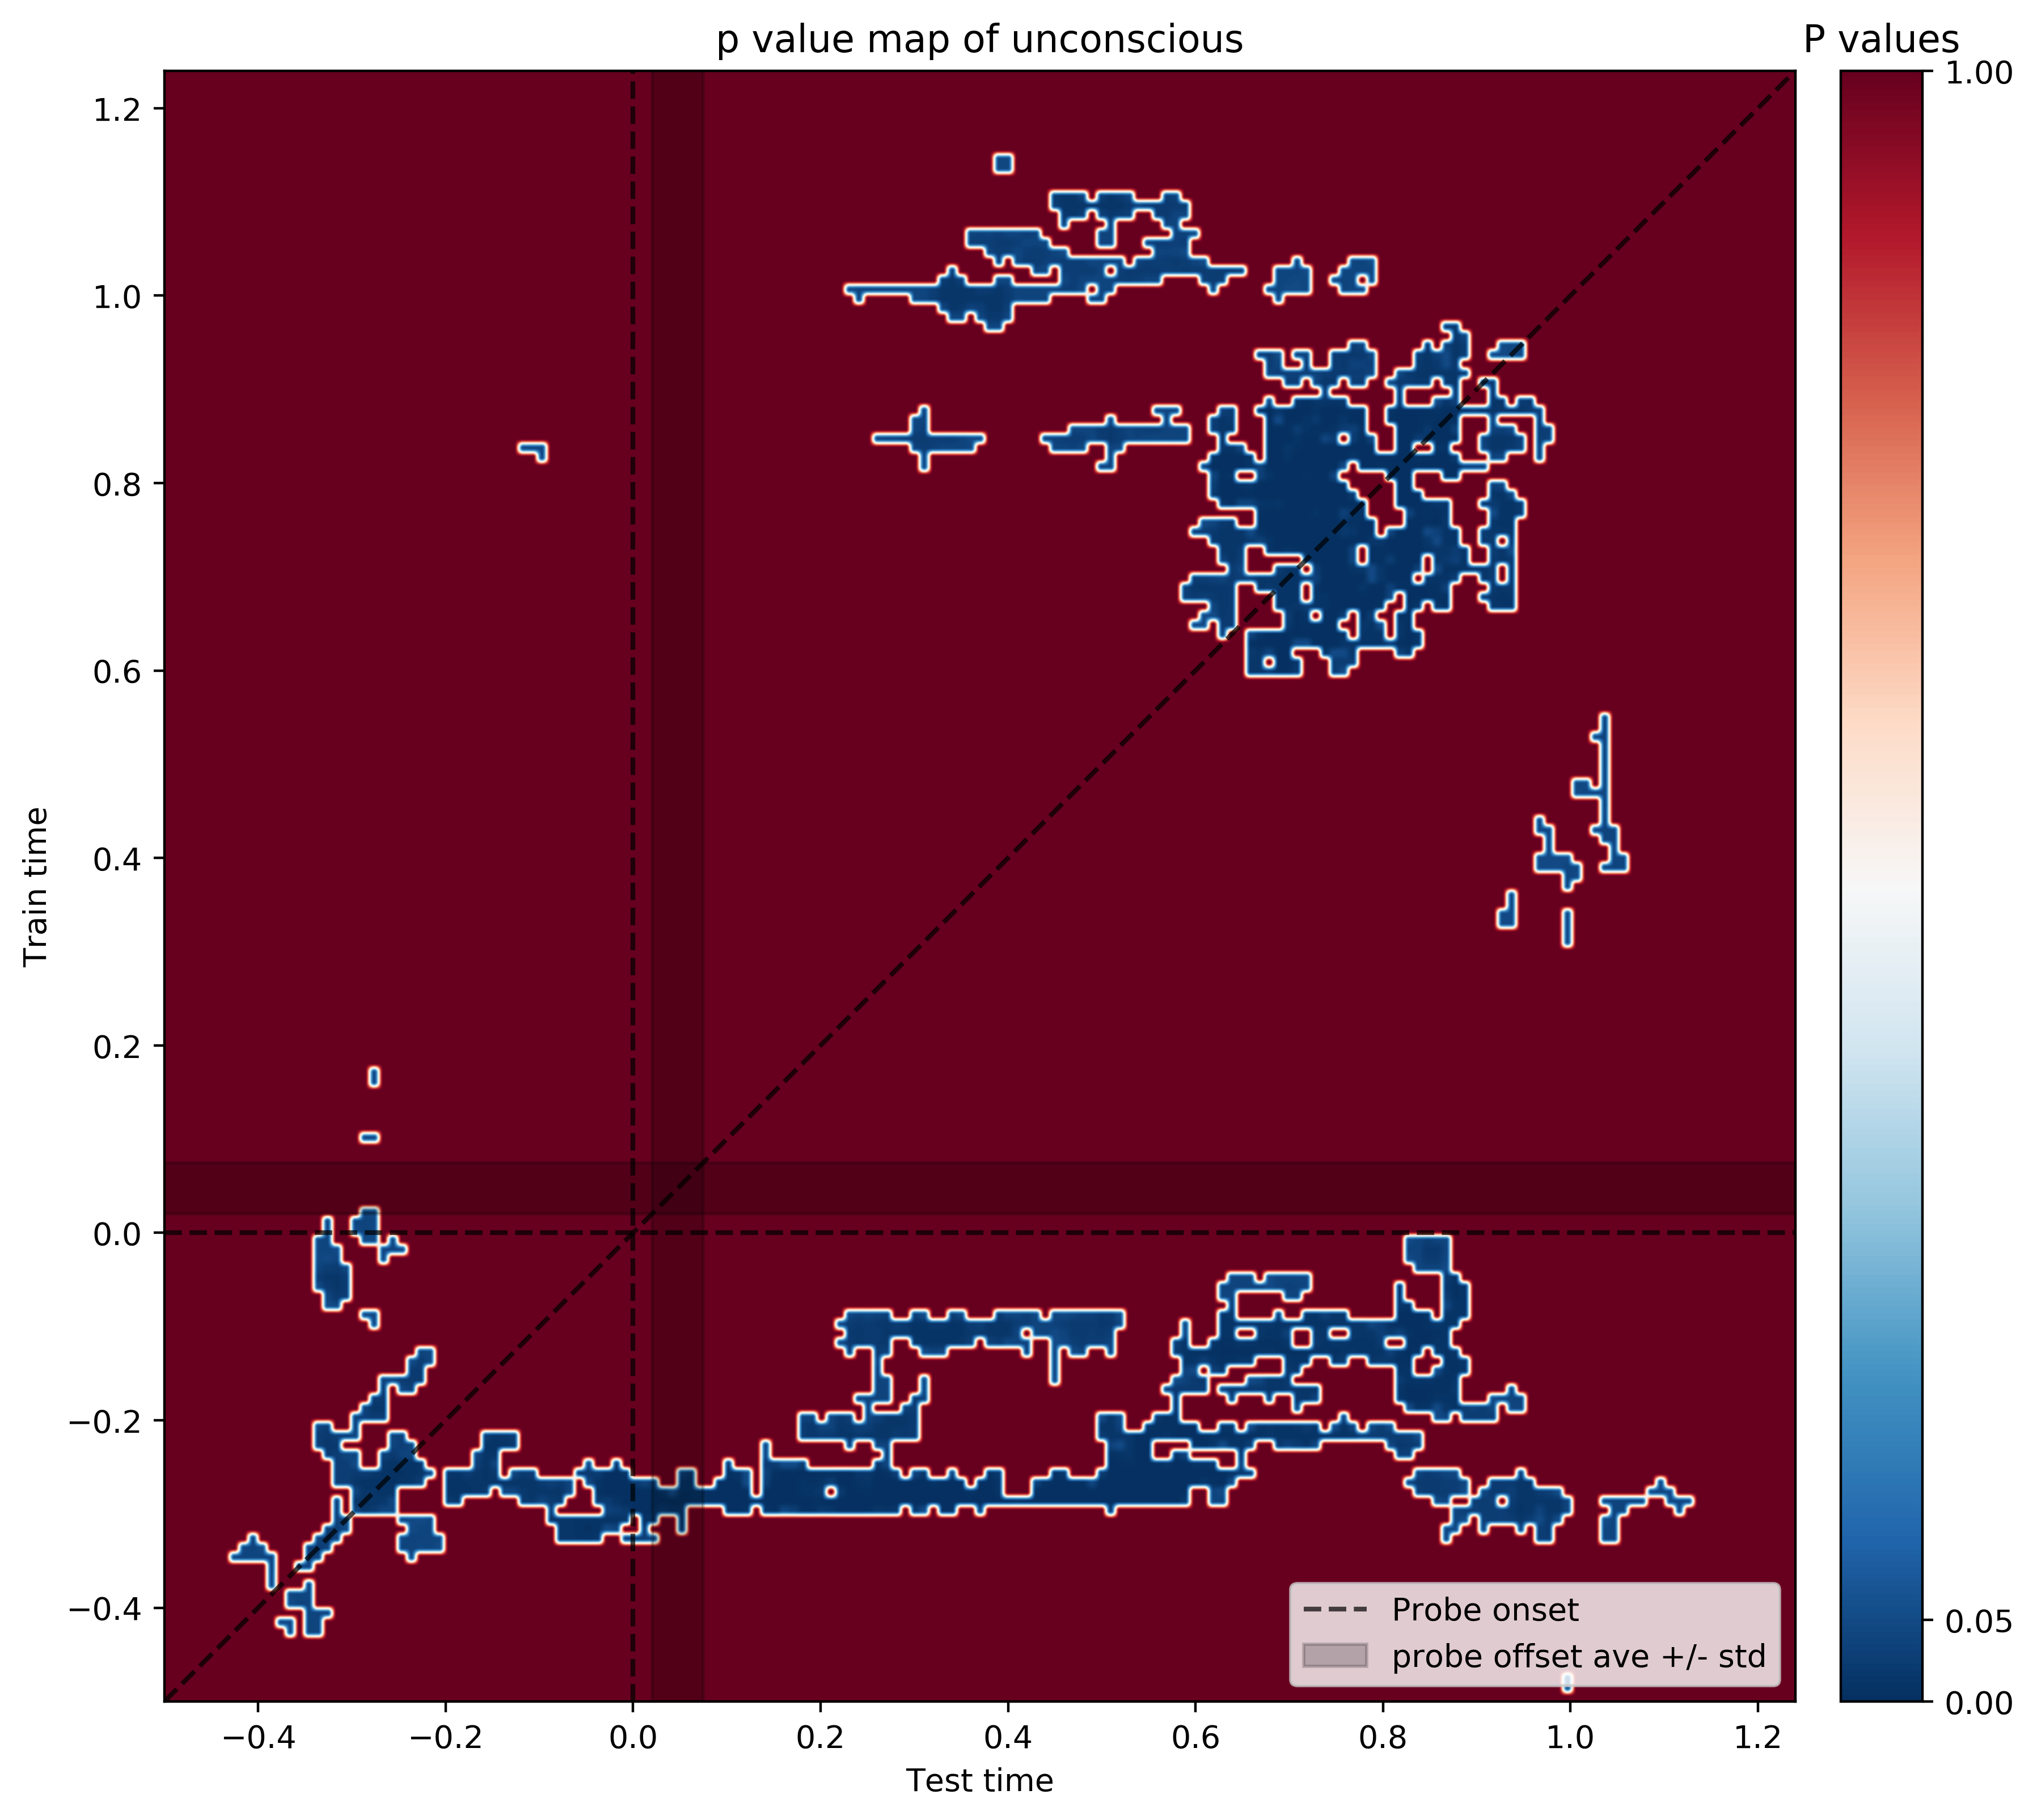 p value map of unconscious
P values
1.00
0.05
0.00
Train time
1.2
1.0
0.8
0.6
0.4
0.2
0.0
−0.2
−0.4
Probe onset
probe offset ave +/- std
−0.4 −0.2 0.0 0.2 0.4 0.6 0.8 1.0 1.2
Test time